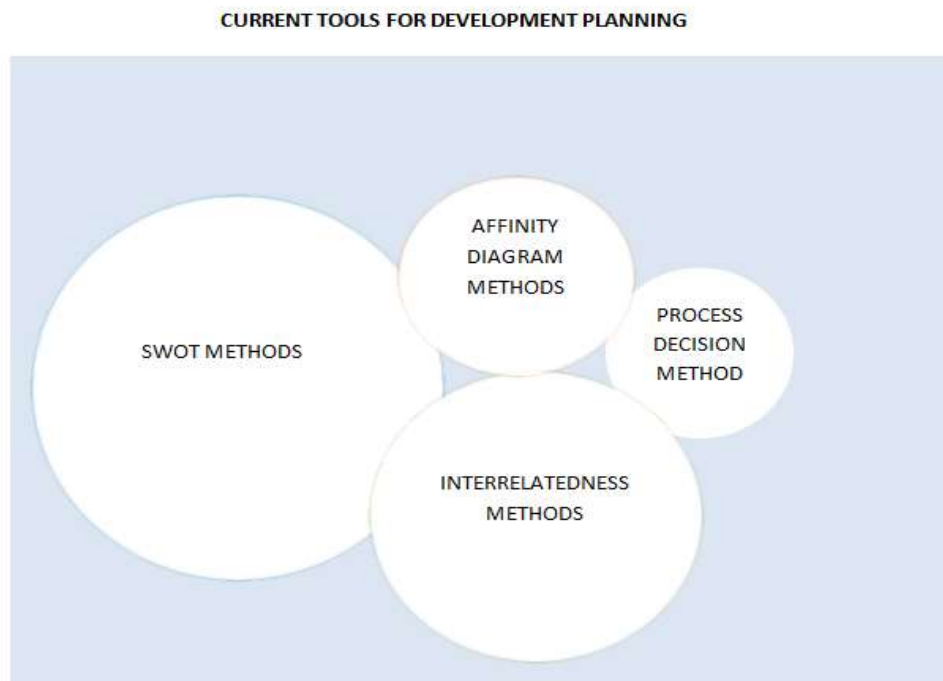 CURRENT TOOLS FOR DEVELOPMENT PLANNING
AFFINITY
DIAGRAM
METHODS
SWOT METHODS
PROCESS
DECISION
METHOD
INTERRELATEDNESS
METHODS